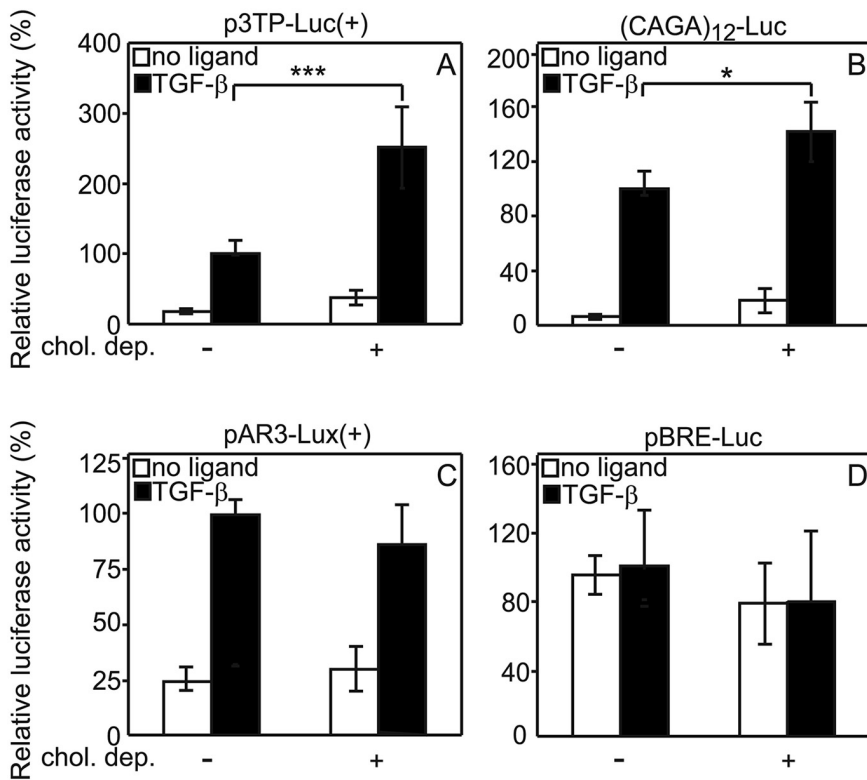 p3TP-Luc(+)
Relative luciferase activity (%)
400
300
200
100
0
no ligand
TGF-β
***
A
chol. dep.
-
+
(CAGA)12-Luc
200
160
120
80
40
0
no ligand
TGF-β
*
B
-
+
pAR3-Lux(+)
Relative luciferase activity (%)
125
100
75
50
25
0
no ligand
TGF-β
C
chol. dep.
-
+
pBRE-Luc
160
120
80
40
0
no ligand
TGF-β
D
-
+